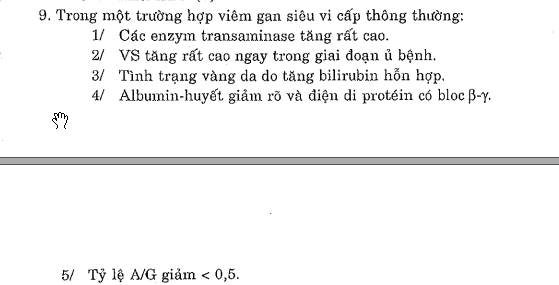 9. Trong một trường hợp viêm gan siêu vi cấp thông thường:
1/ Các enzym transaminase tăng rất cao.
2/ VS tăng rất cao ngay trong giai đoạn ủ bệnh.
3/ Tình trạng vàng da do tăng bilirubin hỗn hợp.
4/ Albumin-huyết giảm rõ và điện di protéin có bloc β-γ.
5/ Tỷ lệ A/G giảm < 0,5.